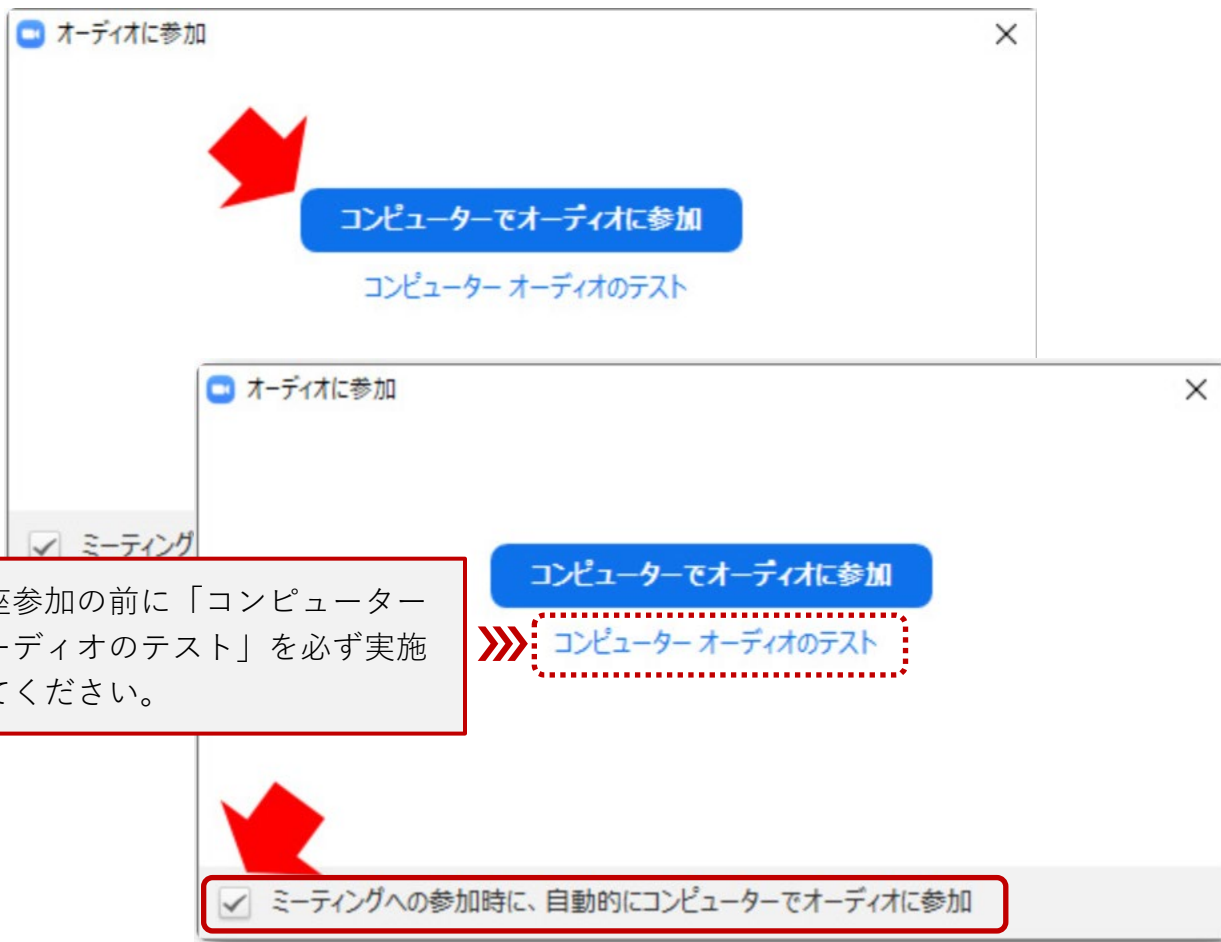 オーディオに参加
コンピューターでオーディオに参加
コンピューター オーディオのテスト
ミーティング
オーディオに参加
コンピューターでオーディオに参加
コンピューター オーディオのテスト
座参加の前に「コンピューター
ーディオのテスト」を必ず実施
てください。
ミーティングへの参加時に、自動的にコンピューターでオーディオに参加